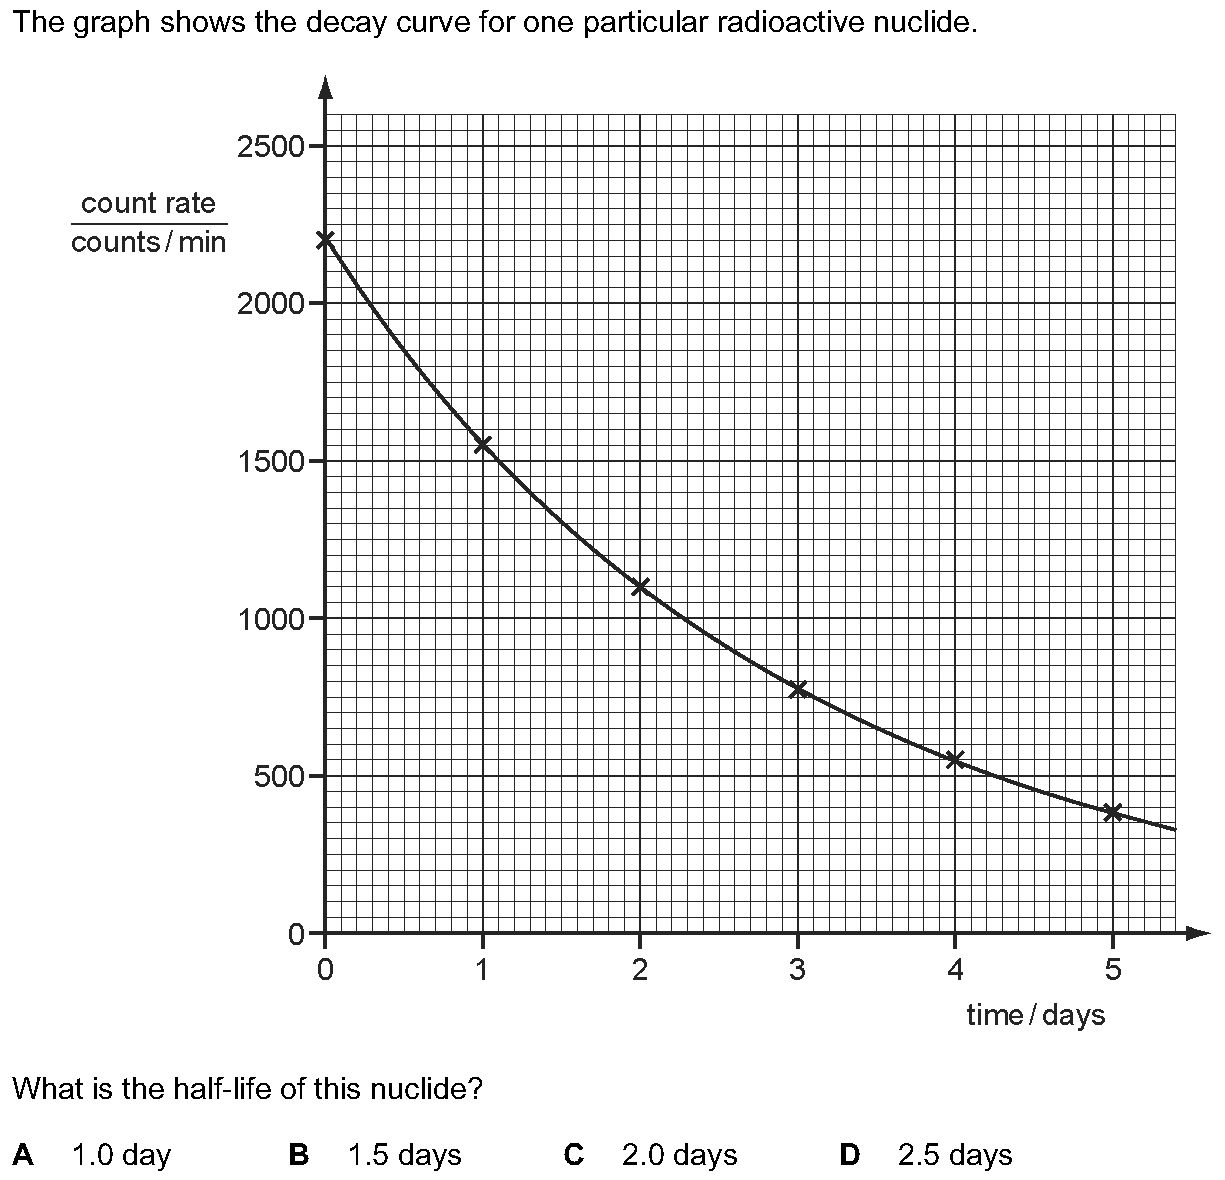 The graph shows the decay curve for one particular radioactive nuclide.
2500
count rate
counts / min
2000
1500
1000
500
0
0 1 2 3 4 5
time / days
What is the half-life of this nuclide?
A 1.0 day B 1.5 days C 2.0 days D 2.5 days